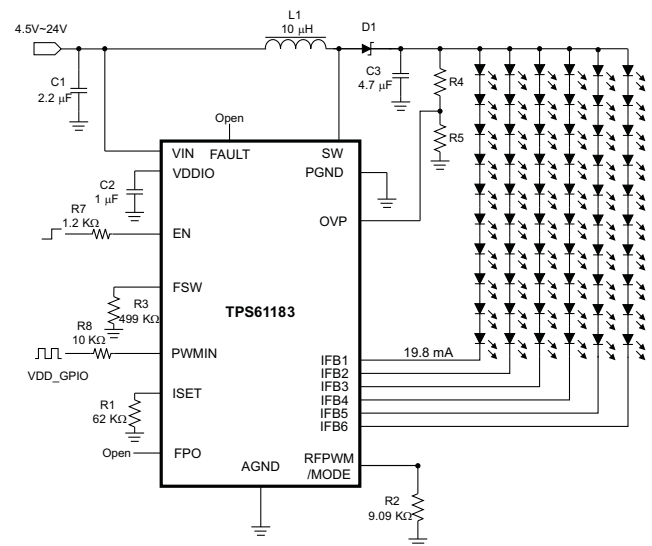 4.5V~24V
L1
10 µH
D1
C1
2.2 µF
C3
4.7 µF
R4
R5
Open
VIN
FAULT
SW
VDDIO
PGND
C2
1 µF
R7
1.2 KΩ
OVP
EN
FSW
R3
499 KΩ
TPS61183
R8
10 KΩ
PWMIN
VDD_GPIO
IFB1
19.8 mA
IFB2
IFB3
IFB4
IFB5
IFB6
ISET
R1
62 KΩ
Open
FPO
AGND
RFPWM
/MODE
R2
9.09 KΩ